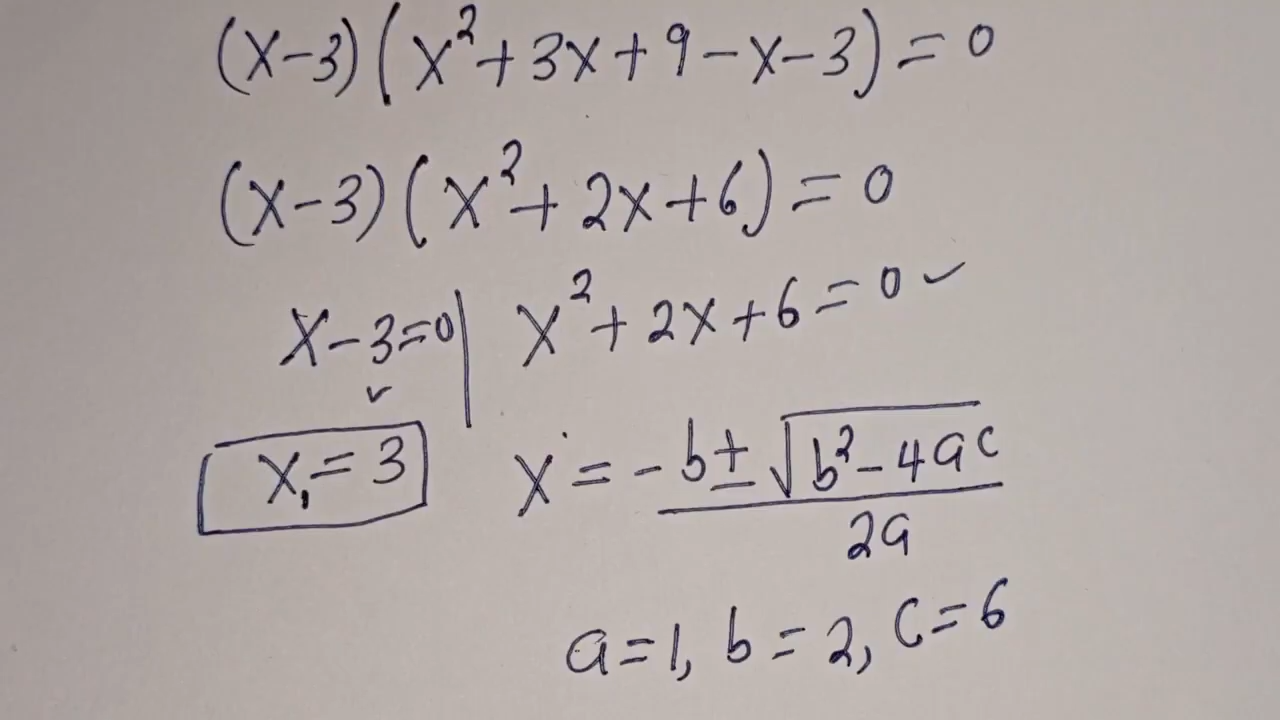 (x-3)(x²+3x+9-x-3)=0
(x-3)(x²+2x+6)=0
x-3=0 | x²+2x+6=0 ✓
✓
x₁=3
x = -b±√b²-4ac
2a
a=1, b=2, c=6